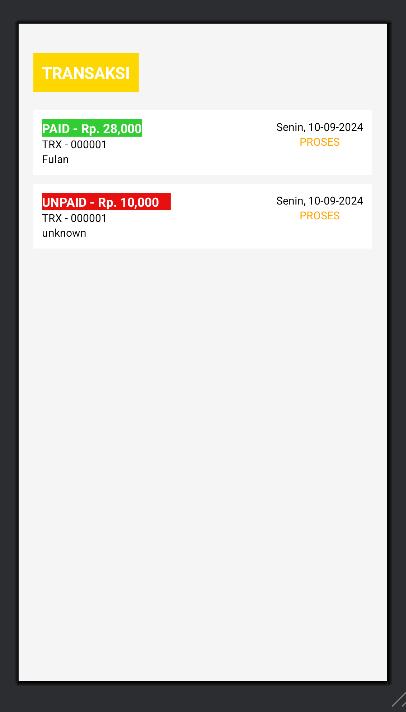 TRANSAKSI
PAID - Rp. 28,000
TRX - 000001
Fulan
Senin, 10-09-2024
PROSES
UNPAID - Rp. 10,000
TRX - 000001
unknown
Senin, 10-09-2024
PROSES